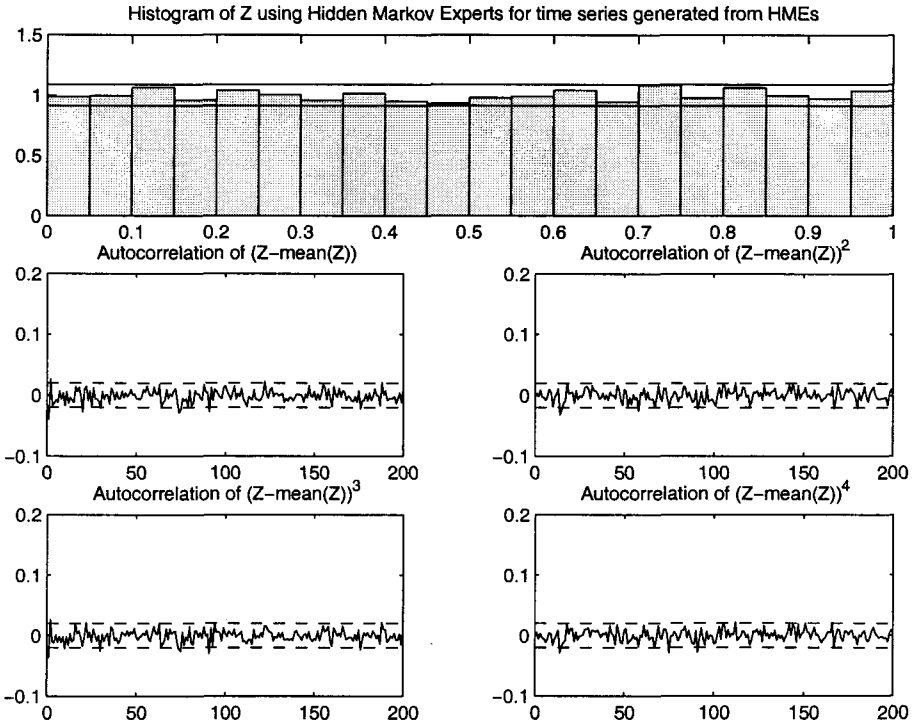 Histogram of Z using Hidden Markov Experts for time series generated from HMEs
1.5
1
0.5
0
0 0.1 0.2 0.3 0.4 0.5 0.6 0.7 0.8 0.9 1
Autocorrelation of (Z−mean(Z))
0.2
0.1
0
−0.1
0 50 100 150 200
Autocorrelation of (Z−mean(Z))²
0.2
0.1
0
−0.1
0 50 100 150 200
Autocorrelation of (Z−mean(Z))³
0.2
0.1
0
−0.1
0 50 100 150 200
Autocorrelation of (Z−mean(Z))⁴
0.2
0.1
0
−0.1
0 50 100 150 200